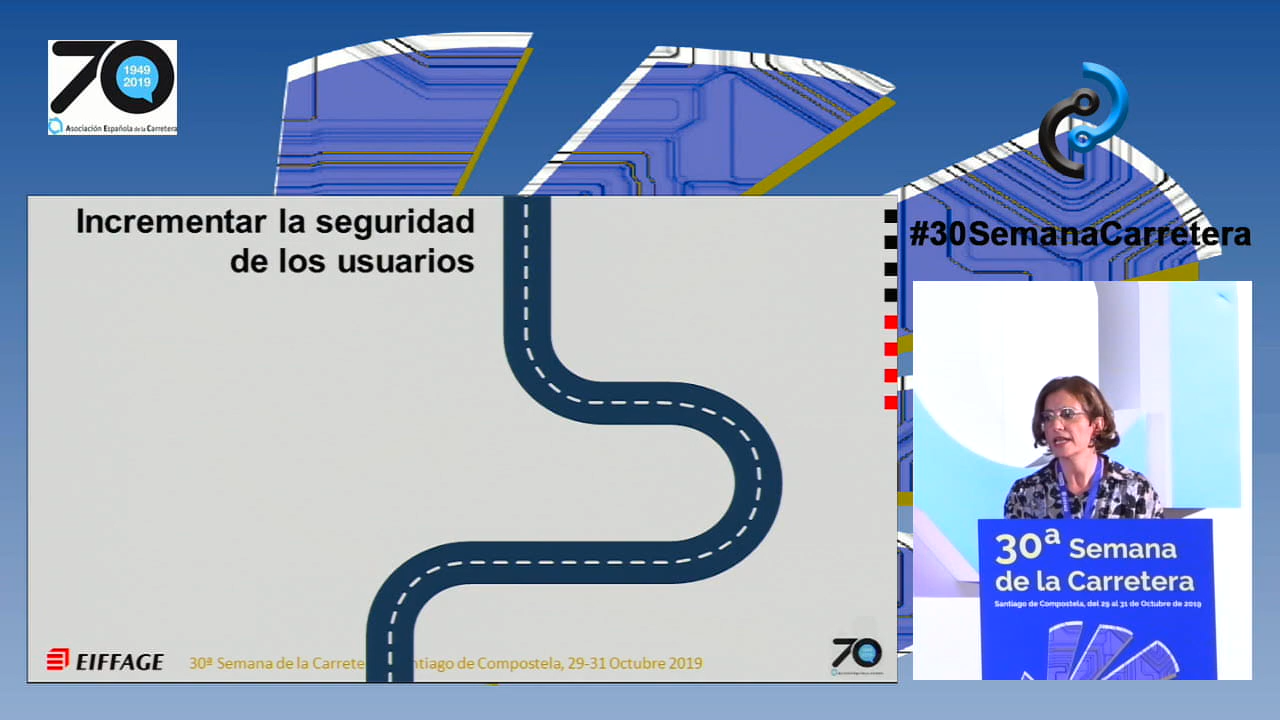 70
1949
2019
Asociación Española de la Carretera
#30SemanaCarretera
Incrementar la seguridad
de los usuarios
EIFFAGE
30ª Semana de la Carrete
ntiago de Compostela, 29-31 Octubre 2019
70
30ª Semana
de la Carretera
Santiago de Compostela, del 29 al 31 de Octubre de 2019